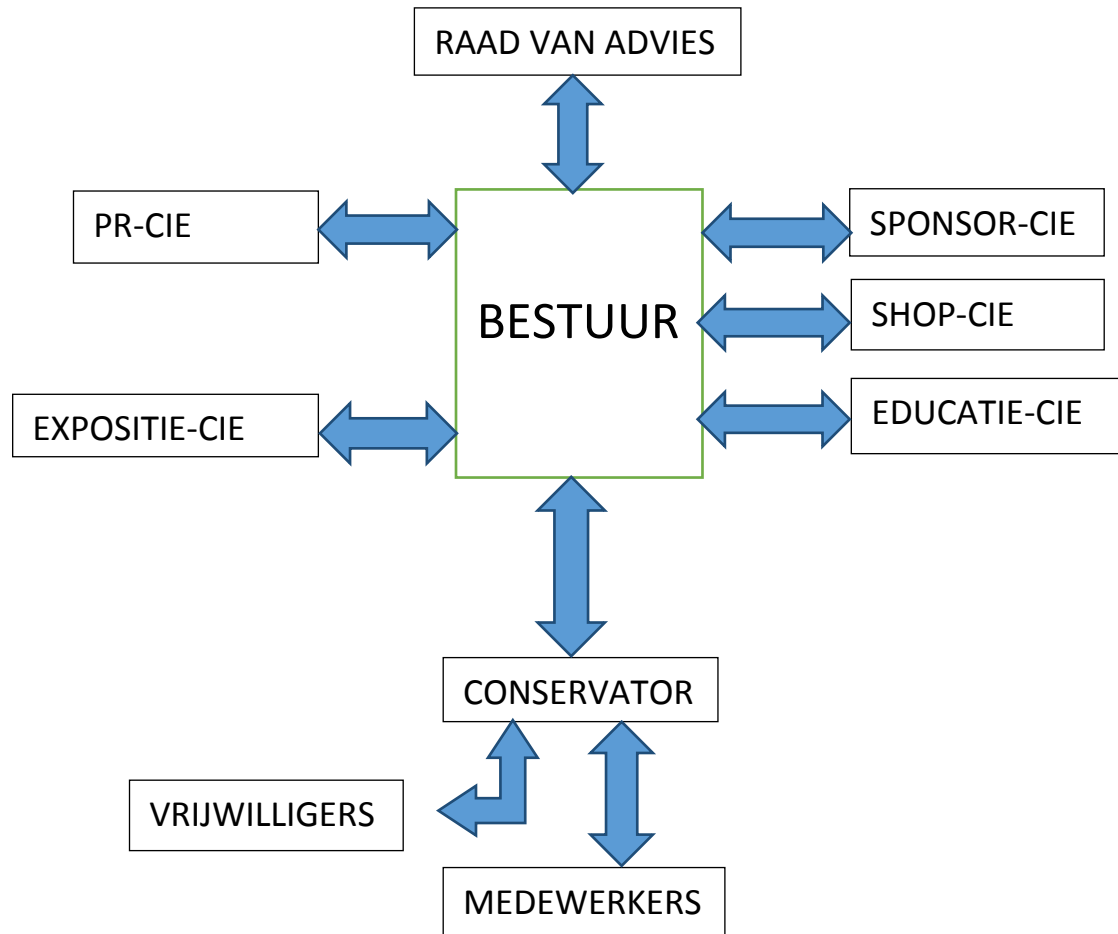 RAAD VAN ADVIES
PR-CIE
SPONSOR-CIE
BESTUUR
SHOP-CIE
EXPOSITIE-CIE
EDUCATIE-CIE
CONSERVATOR
VRIJWILLIGERS
MEDEWERKERS